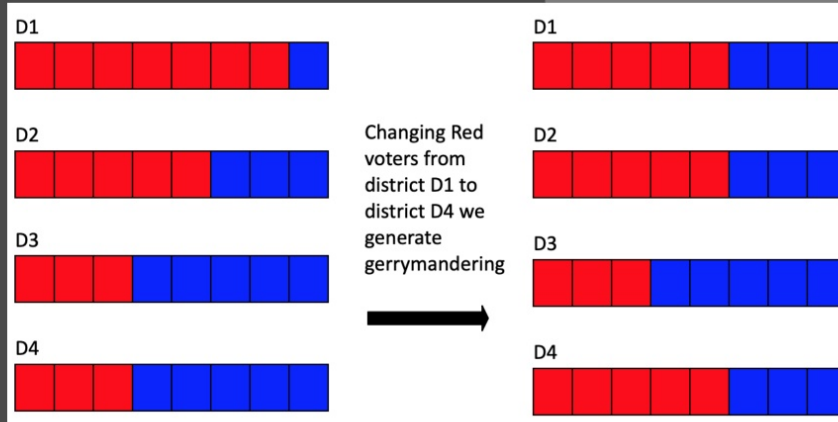 D1
D1
D2
D2
Changing Red
voters from
district D1 to
district D4 we
generate
gerrymandering
D3
D3
D4
D4